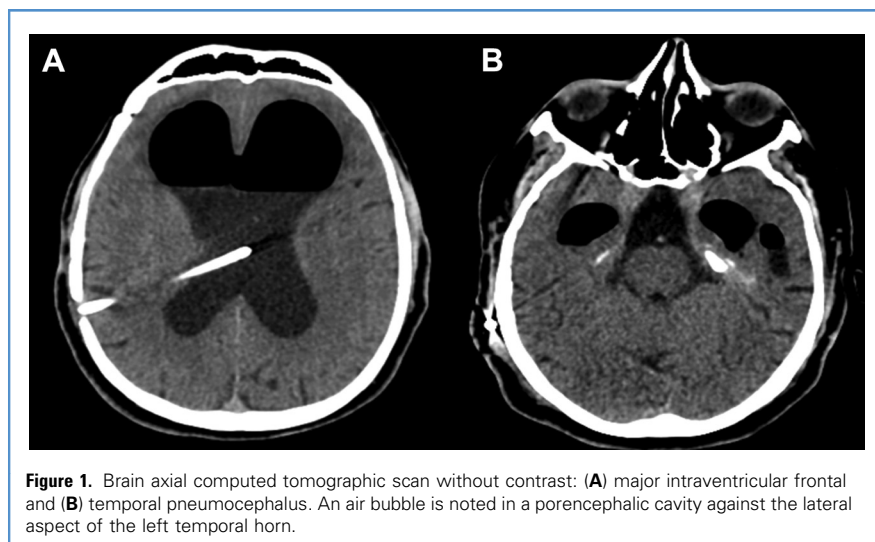 A
B
Figure 1. Brain axial computed tomographic scan without contrast: (A) major intraventricular frontal
and (B) temporal pneumocephalus. An air bubble is noted in a porencephalic cavity against the lateral
aspect of the left temporal horn.